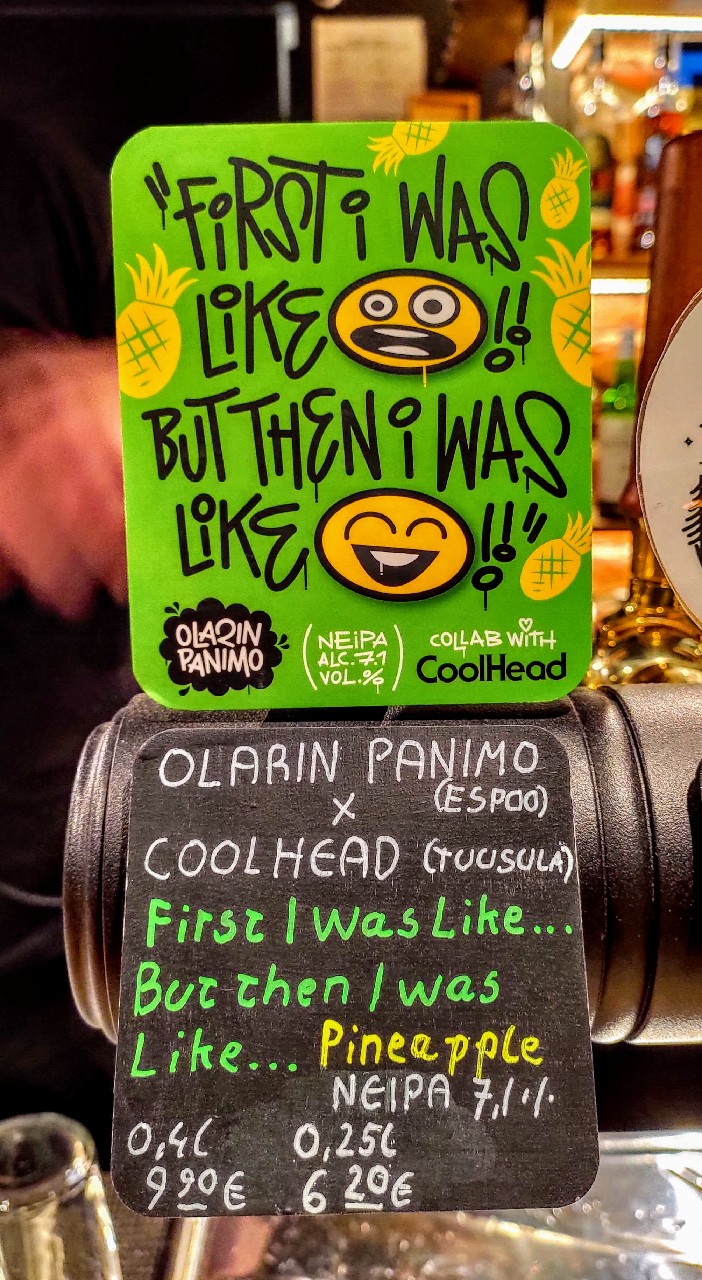 "FIRST I WAS
LIKE !!
BUT THEN I WAS
LIKE !!"
OLARIN
PANIMO
(NEIPA
ALC. 7.1
VOL.%)
COLLAB WITH
CoolHead
OLARIN PANIMO
(ESPOO)
X
COOLHEAD (TUUSULA)
First I Was Like...
But then I was
Like... Pineapple
NEIPA 7,1%
0,4L 0,25L
9 90€ 6 20€